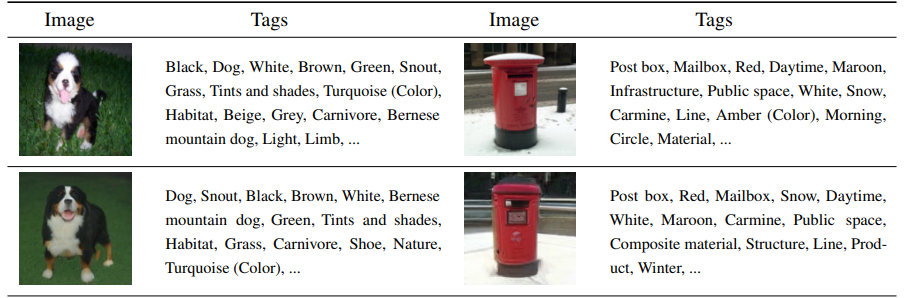 Image Tags Image Tags
Black, Dog, White, Brown, Green, Snout,
Grass, Tints and shades, Turquoise (Color),
Habitat, Beige, Grey, Carnivore, Bernese
mountain dog, Light, Limb, ...
Post box, Mailbox, Red, Daytime, Maroon,
Infrastructure, Public space, White, Snow,
Carmine, Line, Amber (Color), Morning,
Circle, Material, ...
Dog, Snout, Black, Brown, White, Bernese
mountain dog, Green, Tints and shades,
Habitat, Grass, Carnivore, Shoe, Nature,
Turquoise (Color), ...
Post box, Red, Mailbox, Snow, Daytime,
White, Maroon, Carmine, Public space,
Composite material, Structure, Line, Prod-
uct, Winter, ...